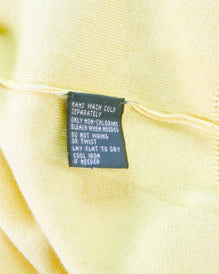 HAND WASH COLD
SEPARATELY
ONLY NON-CHLORINE
BLEACH WHEN NEEDED
DO NOT WRING
OR TWIST
LAY FLAT TO DRY
COOL IRON
IF NEEDED